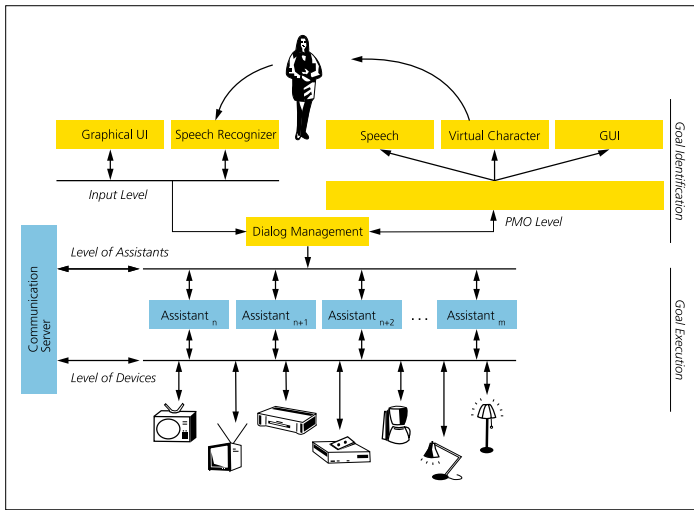 Graphical UI
Speech Recognizer
Speech
Virtual Character
GUI
Goal Identification
Input Level
PMO Level
Dialog Management
Level of Assistants
Communication
Server
Assistant n
Assistant n+1
Assistant n+2
...
Assistant m
Goal Execution
Level of Devices